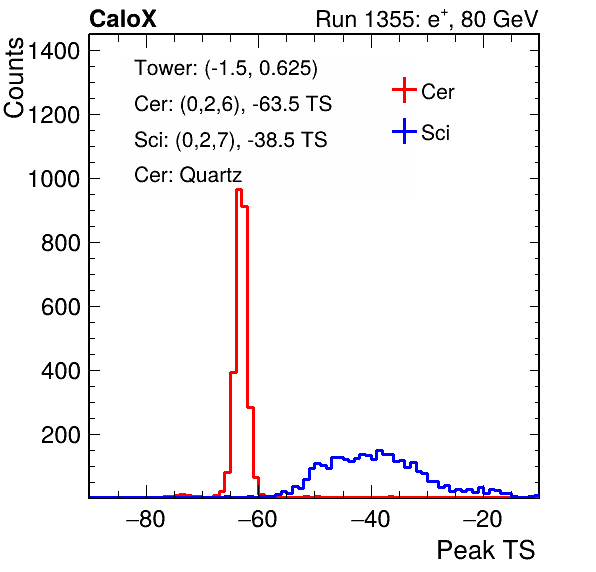 CaloX Run 1355: e⁺, 80 GeV
Counts
1400
1200
1000
800
600
400
200
Tower: (-1.5, 0.625)
Cer: (0,2,6), -63.5 TS
Sci: (0,2,7), -38.5 TS
Cer: Quartz
Cer
Sci
−80 −60 −40 −20
Peak TS